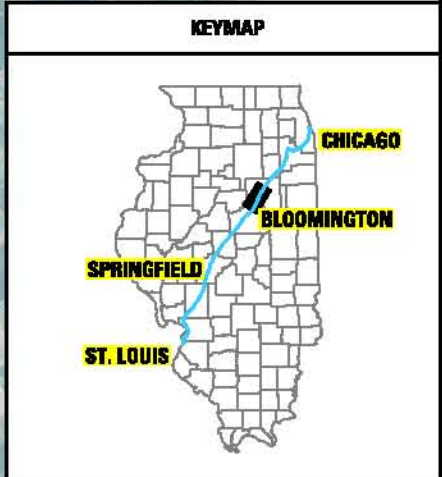 KEYMAP
CHICAGO
BLOOMINGTON
SPRINGFIELD
ST. LOUIS